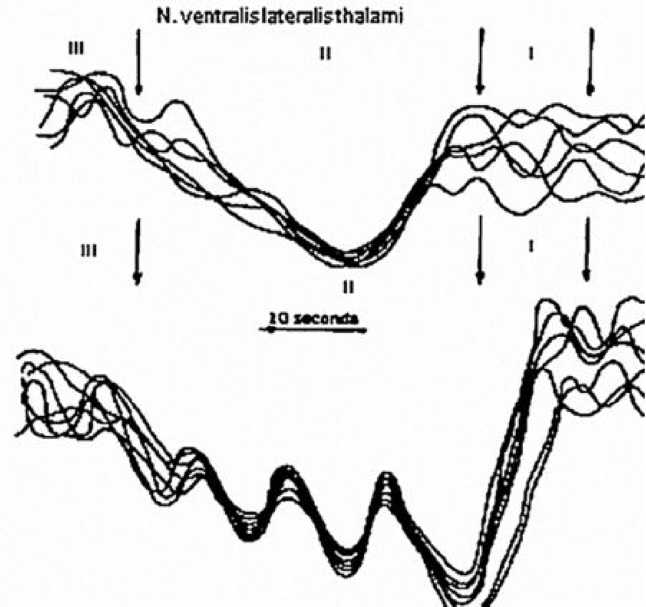 N. ventralislateralisthalami
III II I
III I
II
10 seconds